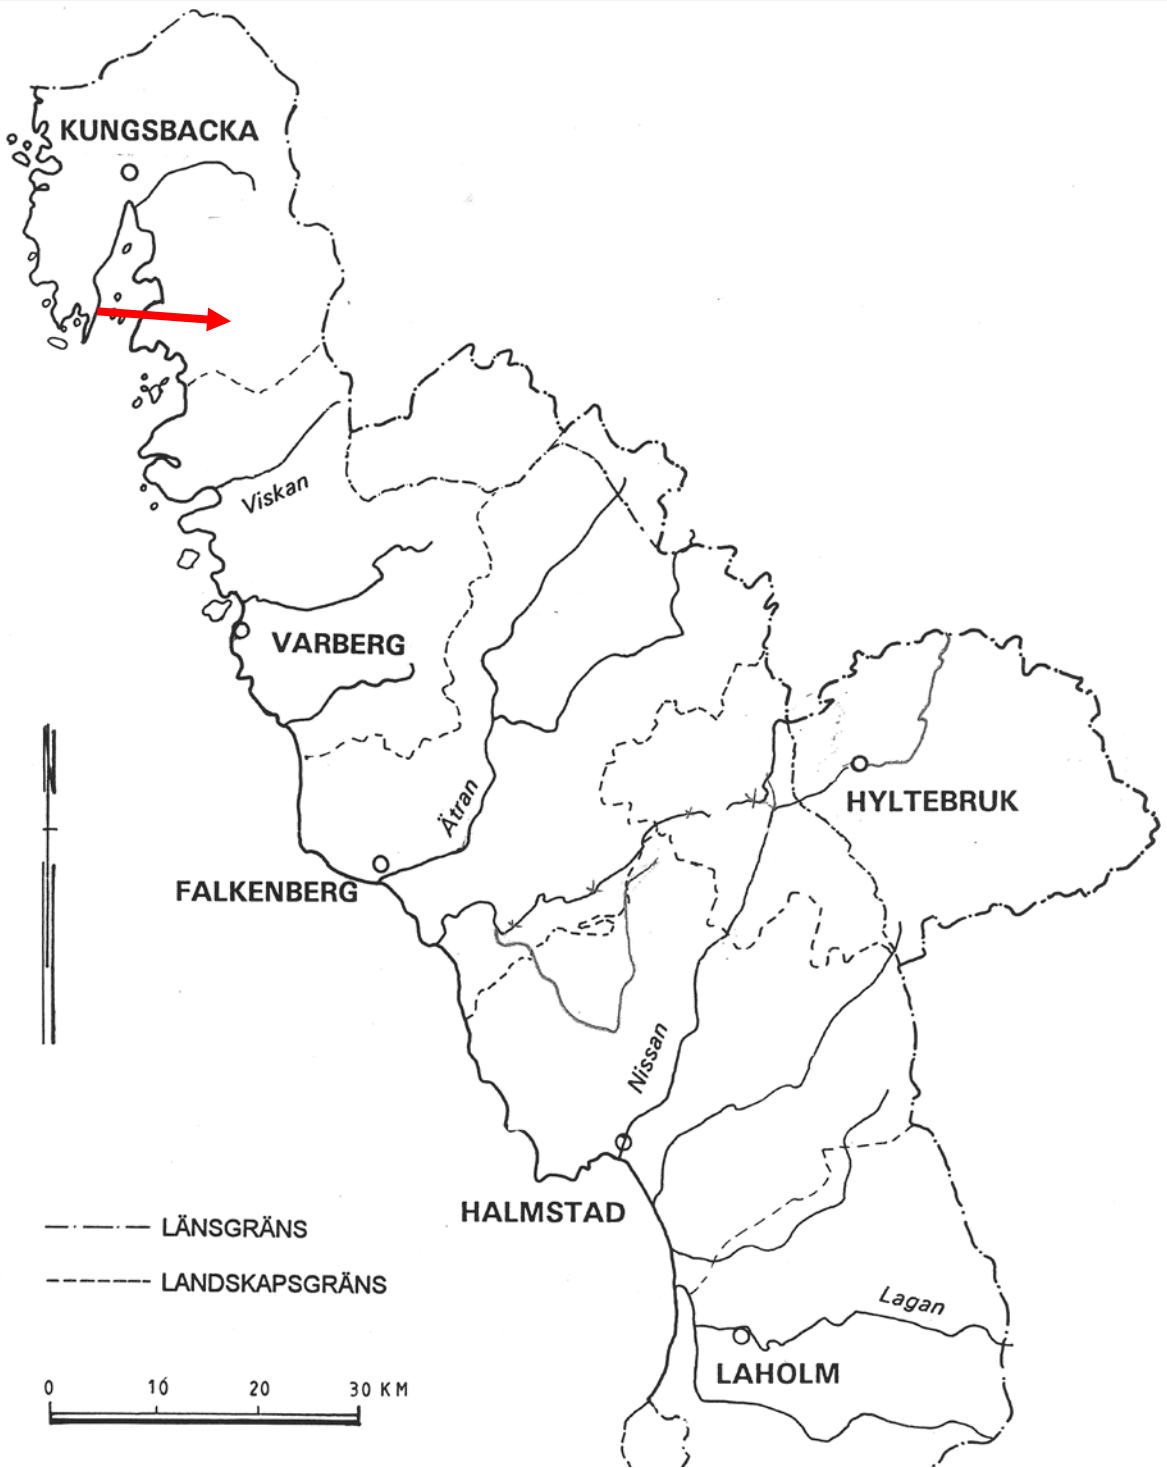 KUNGSBACKA
Viskan
VARBERG
N
HYLTEBRUK
Ätran
FALKENBERG
Nissan
HALMSTAD
LÄNSGRÄNS
LANDSKAPSGRÄNS
Lagan
LAHOLM
0 10 20 30 KM